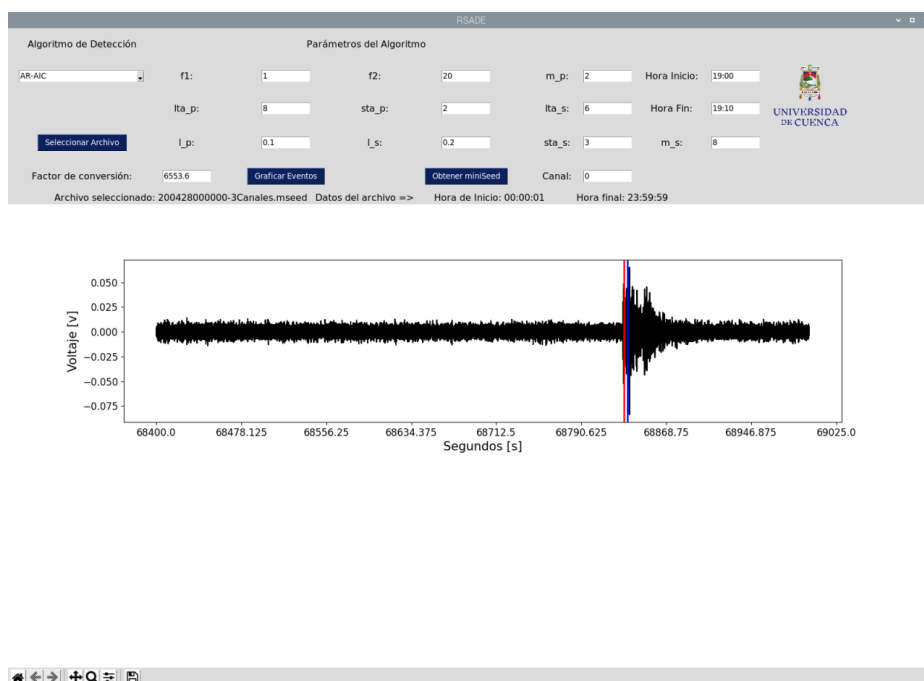 RSADE
Algoritmo de Detección Parámetros del Algoritmo
AR-AIC f1: 1 f2: 20 m_p: 2 Hora Inicio: 19:00
lta_p: 8 sta_p: 2 lta_s: 6 Hora Fin: 19:10
UNIVERSIDAD
DE CUENCA
Seleccionar Archivo l_p: 0.1 l_s: 0.2 sta_s: 3 m_s: 8
Factor de conversión: 6553.6 Graficar Eventos Obtener miniSeed Canal: 0
Archivo seleccionado: 200428000000-3Canales.mseed Datos del archivo => Hora de Inicio: 00:00:01 Hora final: 23:59:59
0.050
0.025
0.000
−0.025
−0.050
−0.075
Voltaje [v]
68400.0 68478.125 68556.25 68634.375 68712.5 68790.625 68868.75 68946.875 69025.0
Segundos [s]